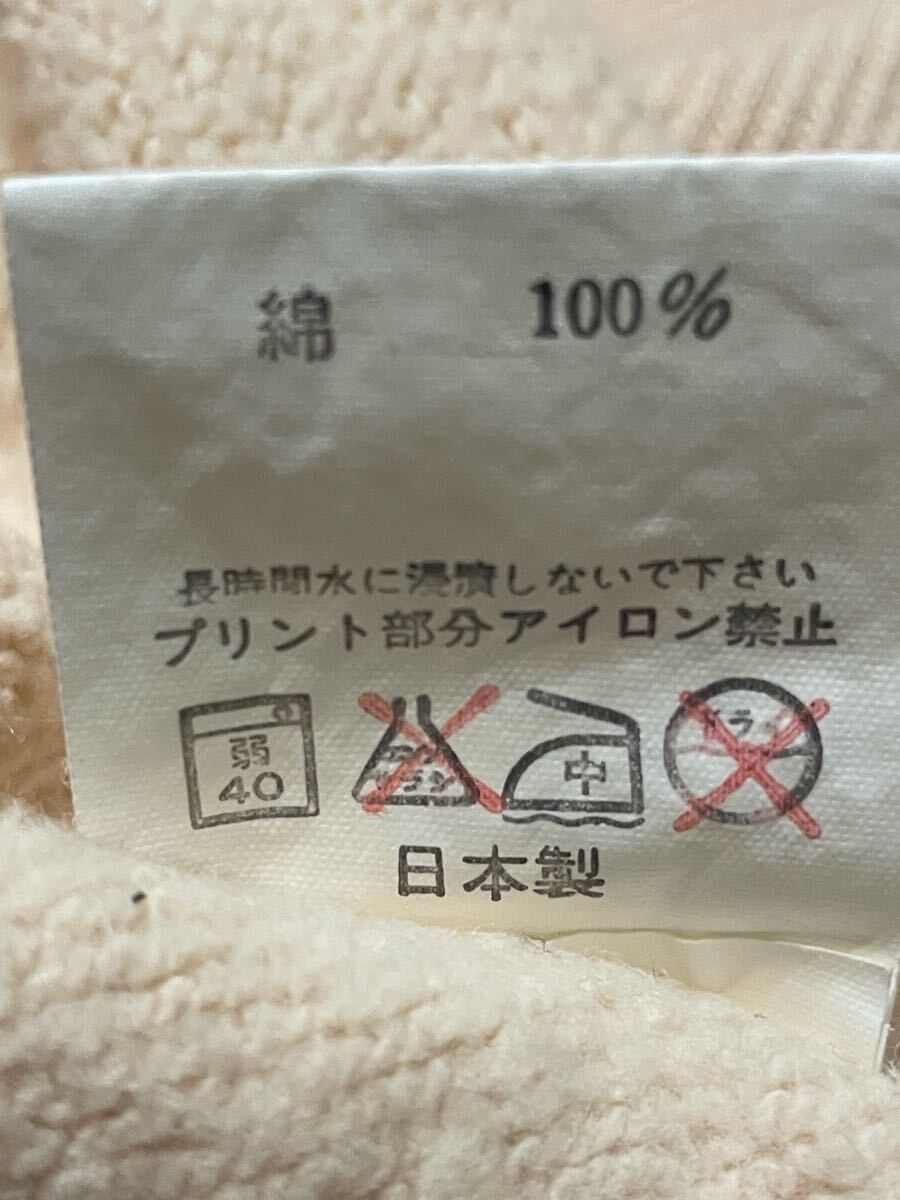 綿 100%
長時間水に浸漬しないで下さい
プリント部分アイロン禁止
弱
40
中
日本製